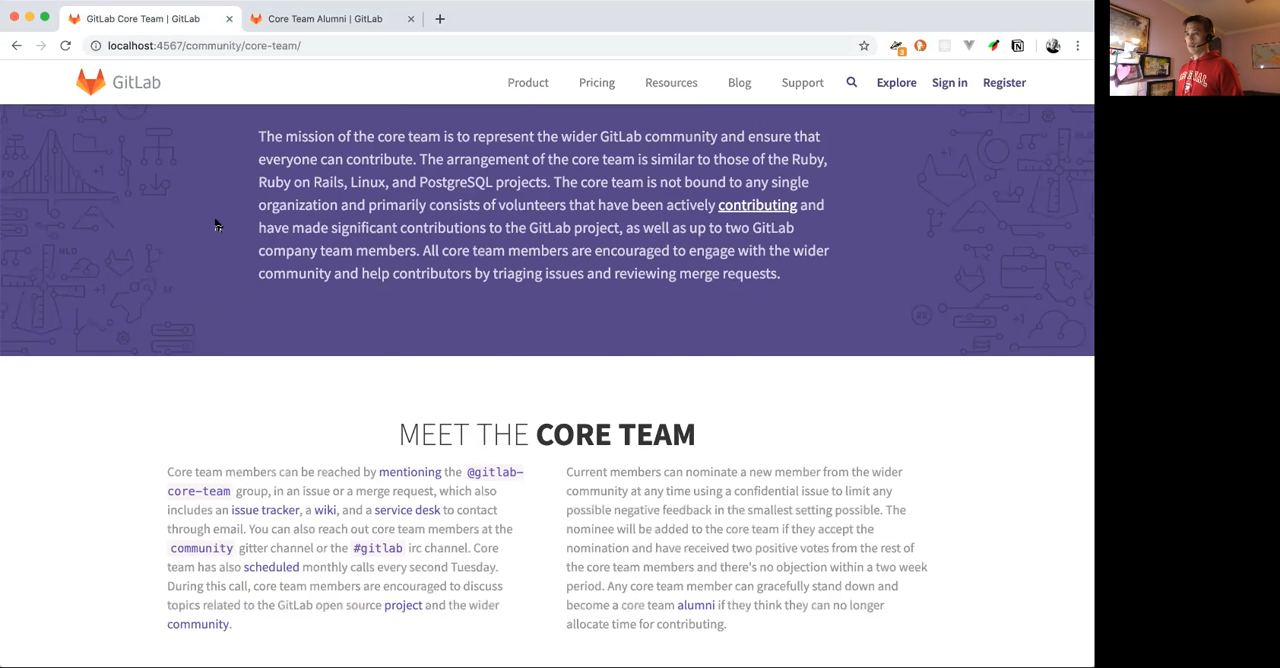 GitLab Core Team | GitLab
Core Team Alumni | GitLab
localhost:4567/community/core-team/
3
GitLab
Product
Pricing
Resources
Blog
Support
Explore
Sign in
Register
The mission of the core team is to represent the wider GitLab community and ensure that
everyone can contribute. The arrangement of the core team is similar to those of the Ruby,
Ruby on Rails, Linux, and PostgreSQL projects. The core team is not bound to any single
organization and primarily consists of volunteers that have been actively contributing and
have made significant contributions to the GitLab project, as well as up to two GitLab
company team members. All core team members are encouraged to engage with the wider
community and help contributors by triaging issues and reviewing merge requests.
MEET THE CORE TEAM
Core team members can be reached by mentioning the @gitlab-
core-team group, in an issue or a merge request, which also
includes an issue tracker, a wiki, and a service desk to contact
through email. You can also reach out core team members at the
community gitter channel or the #gitlab irc channel. Core
team has also scheduled monthly calls every second Tuesday.
During this call, core team members are encouraged to discuss
topics related to the GitLab open source project and the wider
community.
Current members can nominate a new member from the wider
community at any time using a confidential issue to limit any
possible negative feedback in the smallest setting possible. The
nominee will be added to the core team if they accept the
nomination and have received two positive votes from the rest of
the core team members and there's no objection within a two week
period. Any core team member can gracefully stand down and
become a core team alumni if they think they can no longer
allocate time for contributing.